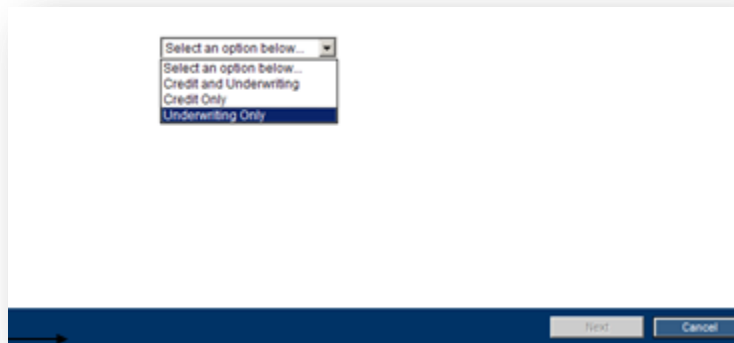 Select an option below...
Select an option below...
Credit and Underwriting
Credit Only
Underwriting Only
Next Cancel